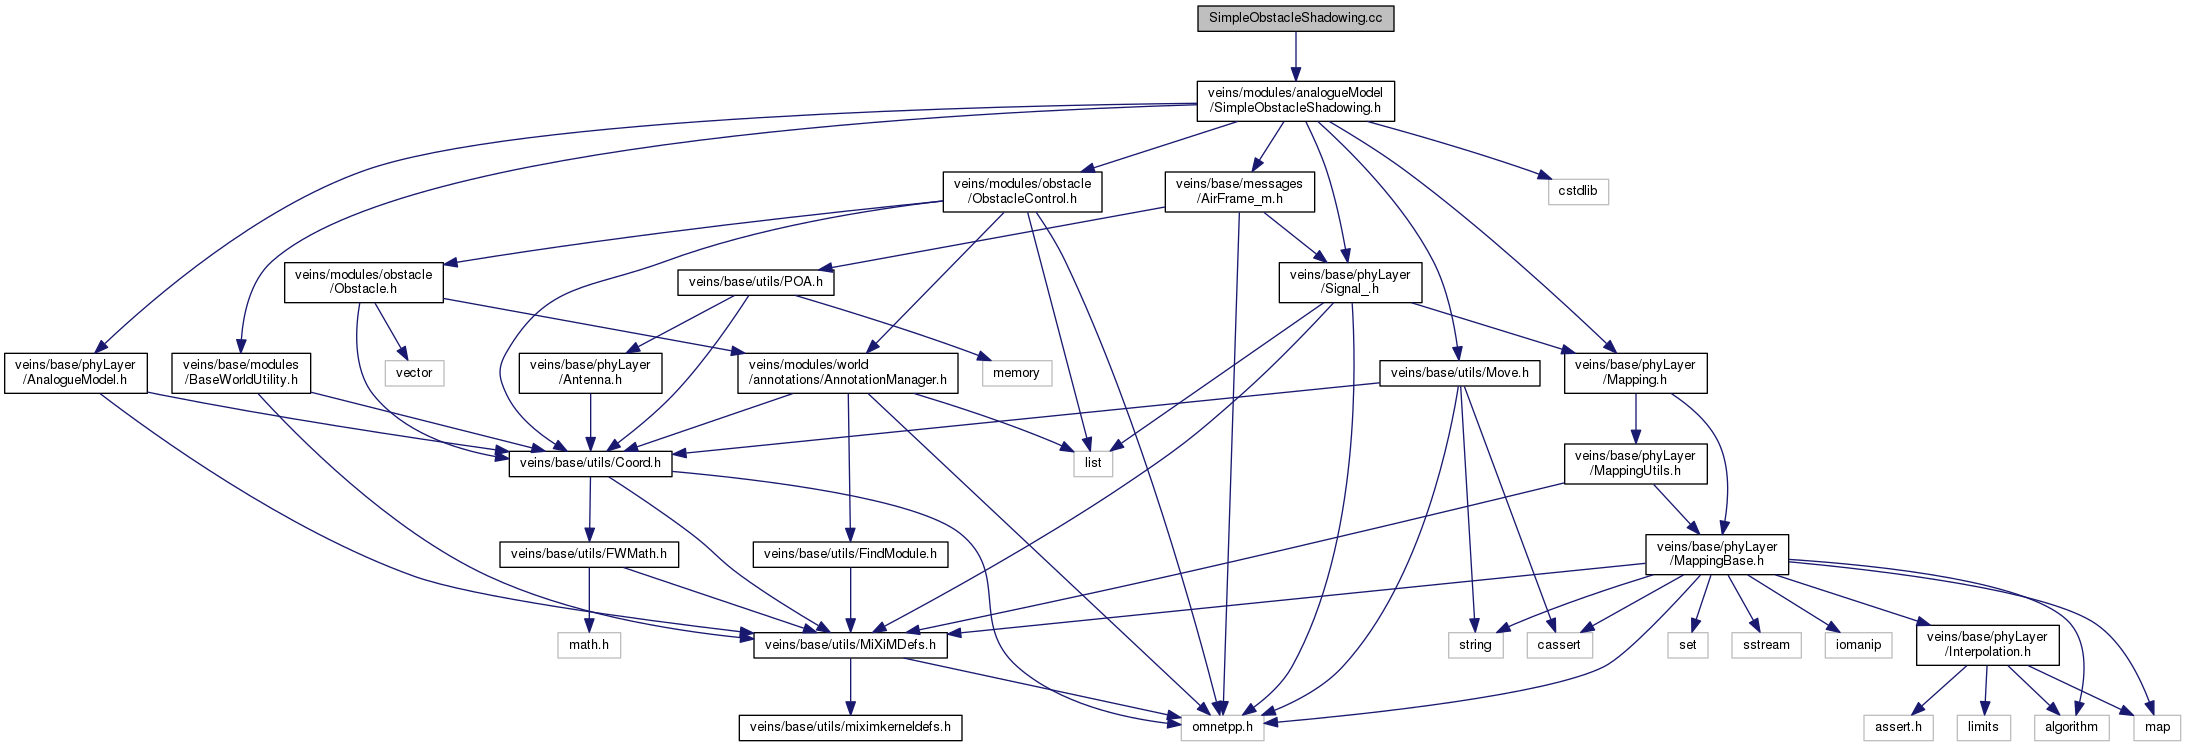 SimpleObstacleShadowing.cc
veins/modules/analogueModel
/SimpleObstacleShadowing.h
veins/modules/obstacle
/ObstacleControl.h
veins/base/messages
/AirFrame_m.h
cstdlib
veins/modules/obstacle
/Obstacle.h
veins/base/utils/POA.h
veins/base/phyLayer
/Signal_.h
veins/base/phyLayer
/AnalogueModel.h
veins/base/modules
/BaseWorldUtility.h
vector
veins/base/phyLayer
/Antenna.h
veins/modules/world
/annotations/AnnotationManager.h
memory
veins/base/utils/Move.h
veins/base/phyLayer
/Mapping.h
veins/base/utils/Coord.h
list
veins/base/phyLayer
/MappingUtils.h
veins/base/utils/FWMath.h
veins/base/utils/FindModule.h
veins/base/phyLayer
/MappingBase.h
math.h
veins/base/utils/MiXiMDefs.h
string
cassert
set
sstream
iomanip
veins/base/phyLayer
/Interpolation.h
veins/base/utils/miximkerneldefs.h
omnetpp.h
assert.h
limits
algorithm
map